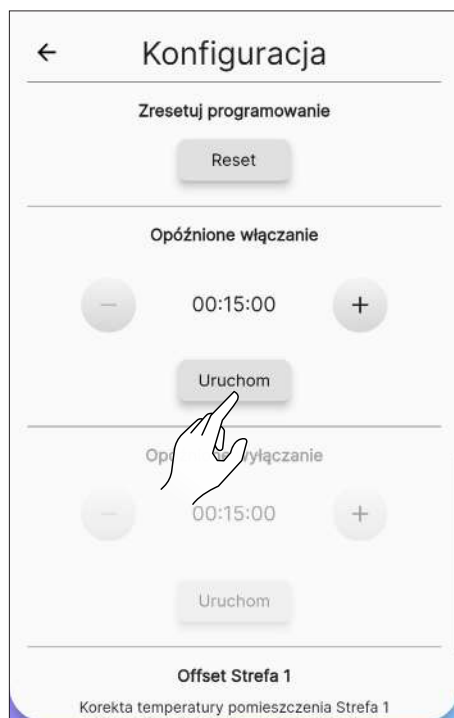 Konfiguracja
Zresetuj programowanie
Reset
Opóźnione włączanie
00:15:00
Uruchom
wyłączanie
00:15:00
Uruchom
Offset Strefa 1
Korekta temperatury pomieszczenia Strefa 1